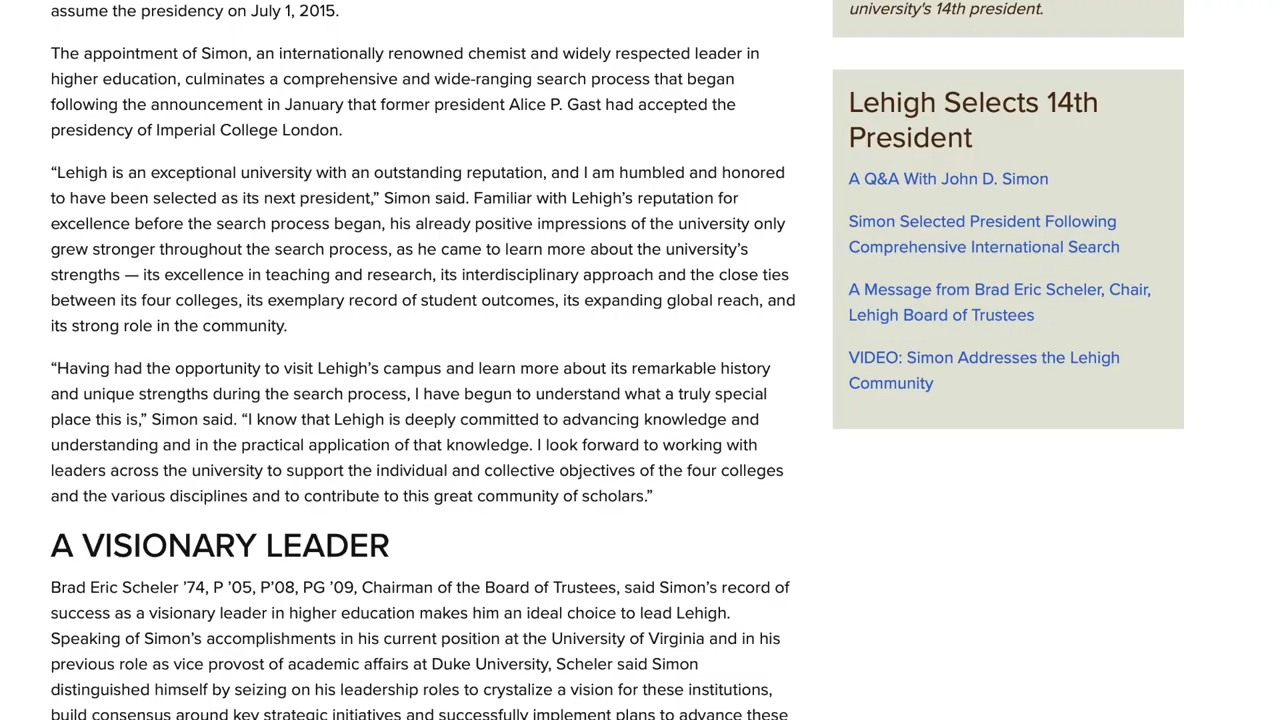 assume the presidency on July 1, 2015.
The appointment of Simon, an internationally renowned chemist and widely respected leader in
higher education, culminates a comprehensive and wide-ranging search process that began
following the announcement in January that former president Alice P. Gast had accepted the
presidency of Imperial College London.
“Lehigh is an exceptional university with an outstanding reputation, and I am humbled and honored
to have been selected as its next president,” Simon said. Familiar with Lehigh’s reputation for
excellence before the search process began, his already positive impressions of the university only
grew stronger throughout the search process, as he came to learn more about the university’s
strengths — its excellence in teaching and research, its interdisciplinary approach and the close ties
between its four colleges, its exemplary record of student outcomes, its expanding global reach, and
its strong role in the community.
“Having had the opportunity to visit Lehigh’s campus and learn more about its remarkable history
and unique strengths during the search process, I have begun to understand what a truly special
place this is,” Simon said. “I know that Lehigh is deeply committed to advancing knowledge and
understanding and in the practical application of that knowledge. I look forward to working with
leaders across the university to support the individual and collective objectives of the four colleges
and the various disciplines and to contribute to this great community of scholars.”
A VISIONARY LEADER
Brad Eric Scheler ’74, P ’05, P’08, PG ’09, Chairman of the Board of Trustees, said Simon’s record of
success as a visionary leader in higher education makes him an ideal choice to lead Lehigh.
Speaking of Simon’s accomplishments in his current position at the University of Virginia and in his
previous role as vice provost of academic affairs at Duke University, Scheler said Simon
distinguished himself by seizing on his leadership roles to crystalize a vision for these institutions,
build consensus around key strategic initiatives and successfully implement plans to advance these
university's 14th president.
Lehigh Selects 14th
President
A Q&A With John D. Simon
Simon Selected President Following
Comprehensive International Search
A Message from Brad Eric Scheler, Chair,
Lehigh Board of Trustees
VIDEO: Simon Addresses the Lehigh
Community